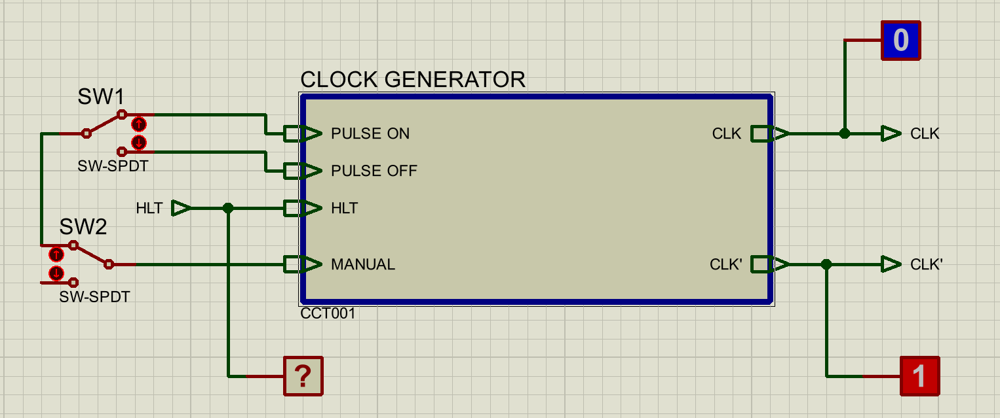 0
CLOCK GENERATOR
SW1
PULSE ON
CLK
CLK
SW-SPDT
PULSE OFF
HLT
HLT
SW2
MANUAL
CLK'
CLK'
SW-SPDT
CCT001
?
1